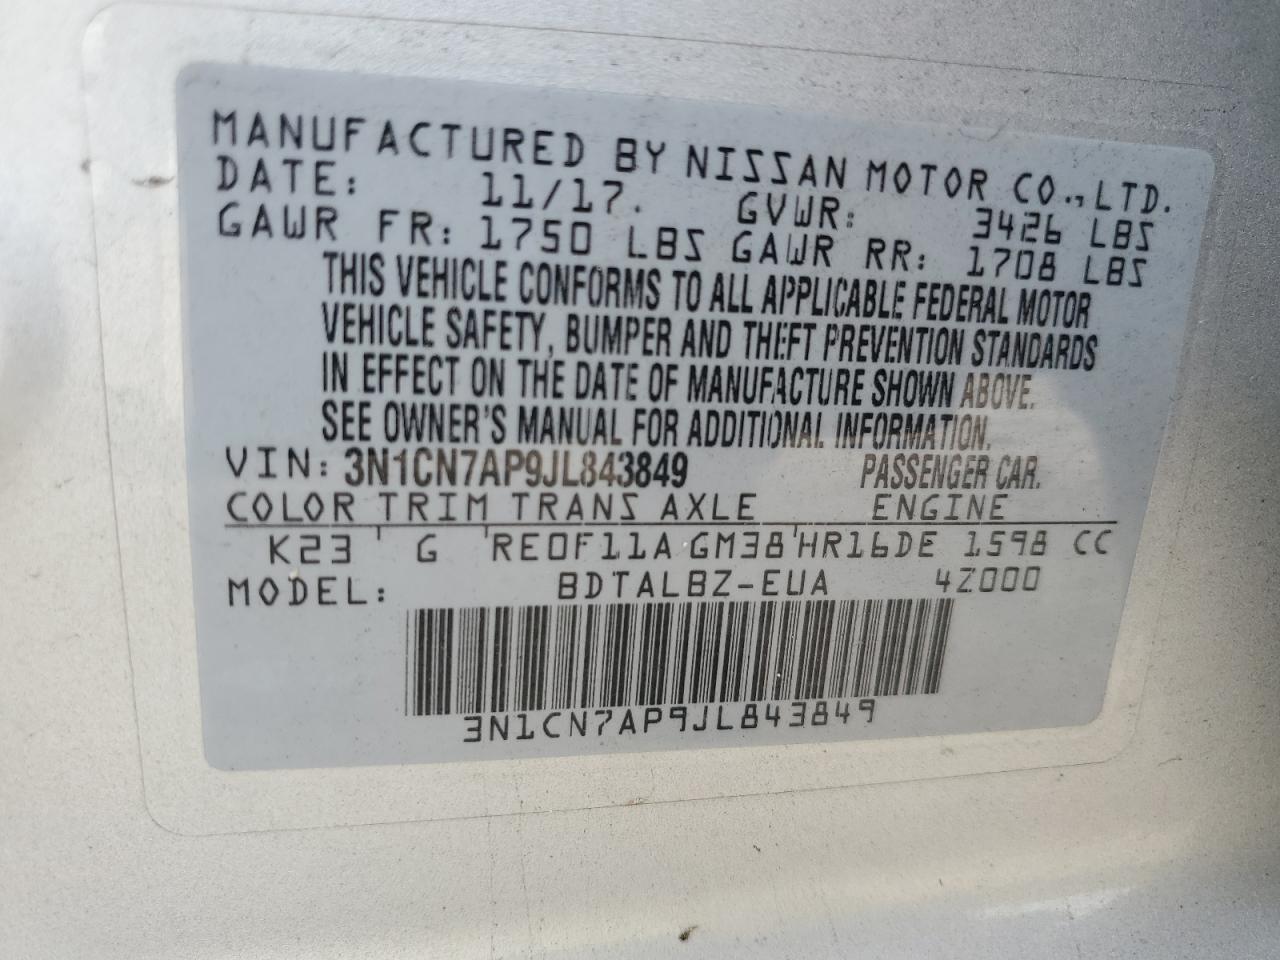 MANUFACTURED BY NISSAN MOTOR CO.,LTD.
DATE: 11/17. GVWR: 3426 LBS
GAWR FR: 1750 LBS GAWR RR: 1708 LBS
THIS VEHICLE CONFORMS TO ALL APPLICABLE FEDERAL MOTOR
VEHICLE SAFETY, BUMPER AND THEFT PREVENTION STANDARDS
IN EFFECT ON THE DATE OF MANUFACTURE SHOWN ABOVE.
SEE OWNER'S MANUAL FOR ADDITIONAL INFORMATION.
VIN: 3N1CN7AP9JL843849 PASSENGER CAR.
COLOR TRIM TRANS AXLE ENGINE
K23 G RE0F11A GM38 HR16DE 1598 CC
MODEL: BDTALBZ-EUA 4Z000
3N1CN7AP9JL843849